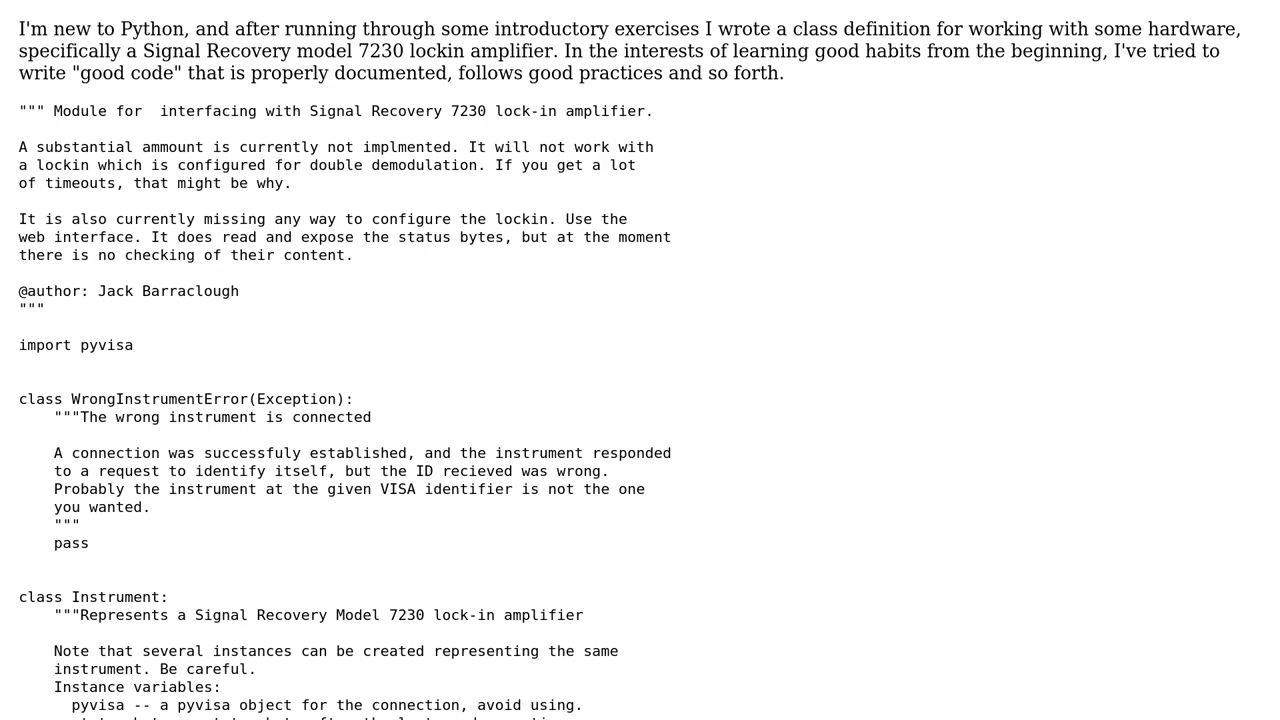 I'm new to Python, and after running through some introductory exercises I wrote a class definition for working with some hardware,
specifically a Signal Recovery model 7230 lockin amplifier. In the interests of learning good habits from the beginning, I've tried to
write "good code" that is properly documented, follows good practices and so forth.
""" Module for  interfacing with Signal Recovery 7230 lock-in amplifier.
A substantial ammount is currently not implmented. It will not work with
a lockin which is configured for double demodulation. If you get a lot
of timeouts, that might be why.
It is also currently missing any way to configure the lockin. Use the
web interface. It does read and expose the status bytes, but at the moment
there is no checking of their content.
@author: Jack Barraclough
"""
import pyvisa
class WrongInstrumentError(Exception):
    """The wrong instrument is connected
    A connection was successfuly established, and the instrument responded
    to a request to identify itself, but the ID recieved was wrong.
    Probably the instrument at the given VISA identifier is not the one
    you wanted.
    """
    pass
class Instrument:
    """Represents a Signal Recovery Model 7230 lock-in amplifier
    Note that several instances can be created representing the same
    instrument. Be careful.
    Instance variables:
      pyvisa -- a pyvisa object for the connection, avoid using.